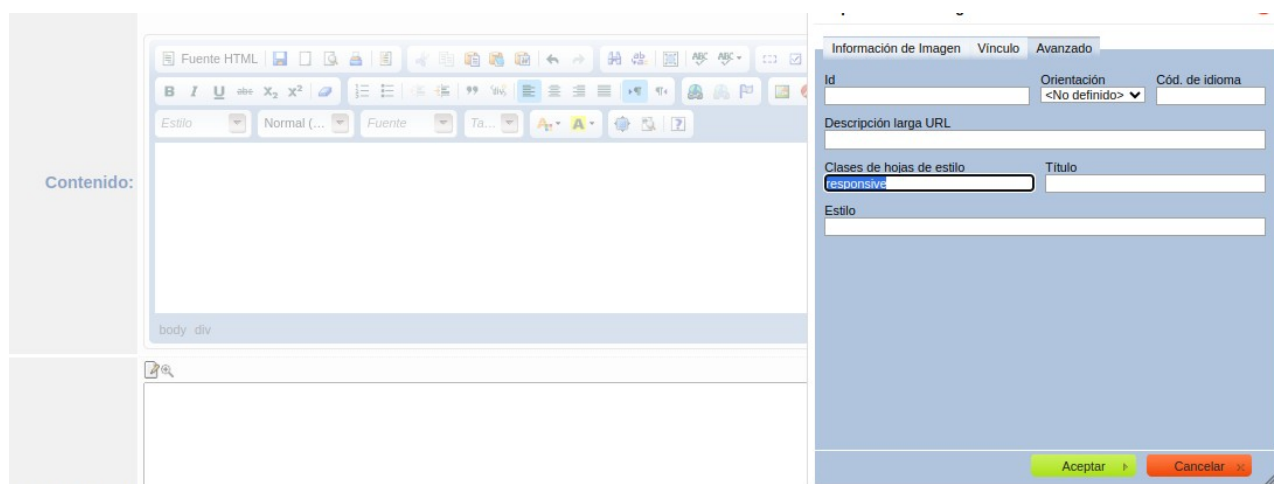 Información de Imagen Vínculo Avanzado
Fuente HTML
Id
Orientación
Cód. de idioma
<No definido>
Estilo Normal (... Fuente Ta...
Descripción larga URL
Contenido:
Clases de hojas de estilo
Título
responsive
Estilo
body div
Aceptar
Cancelar